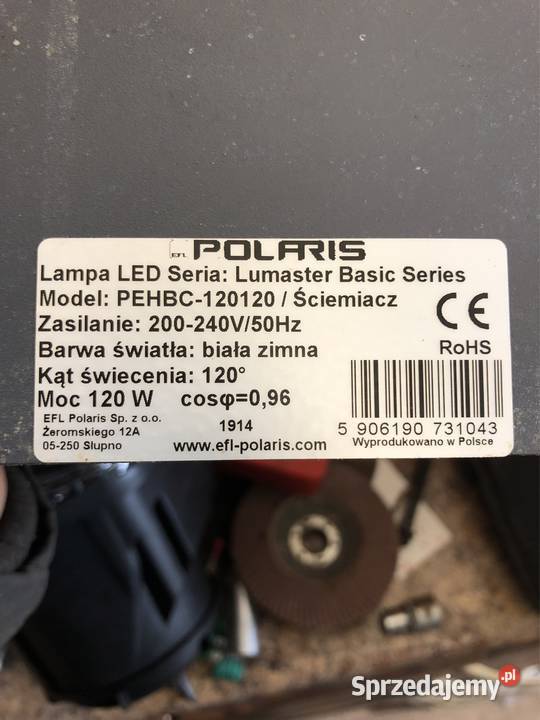 EFL POLARIS
Lampa LED Seria: Lumaster Basic Series
Model: PEHBC-120120 / Ściemiacz
Zasilanie: 200-240V/50Hz
Barwa światła: biała zimna
Kąt świecenia: 120°
Moc 120 W cosφ=0,96
EFL Polaris Sp. z o.o.
Żeromskiego 12A
05-250 Słupno
1914
www.efl-polaris.com
CE
RoHS
5 906190 731043
Wyprodukowano w Polsce
Sprzedajemy.pl